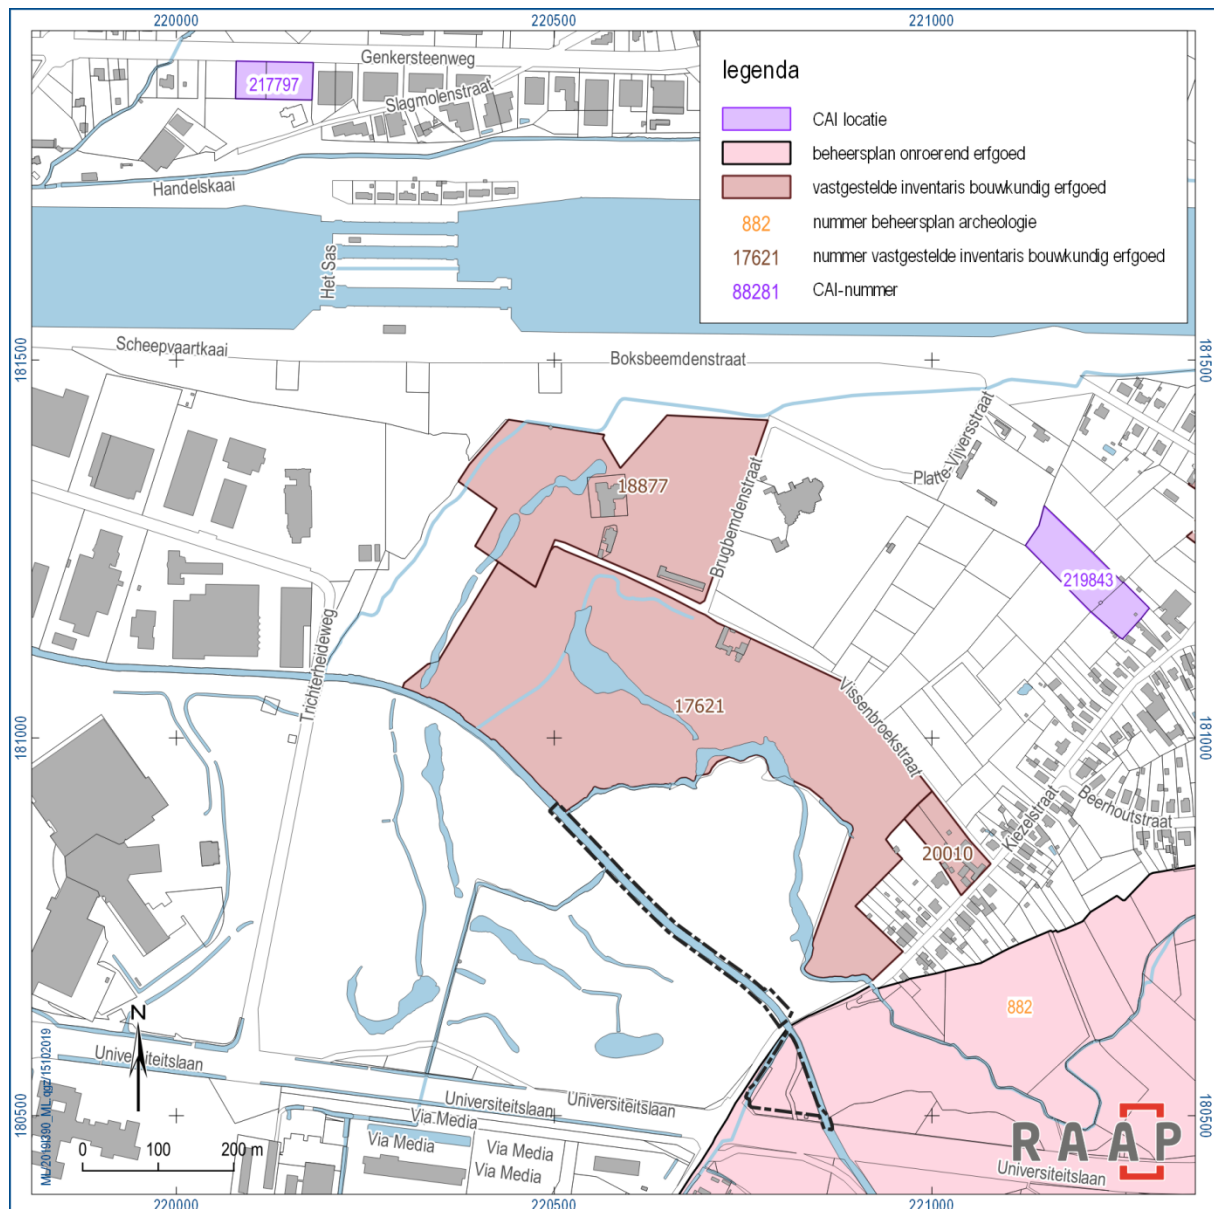 220000
220500
221000
Genkersteenweg
217797
Slagmolenstraat
Handelskaai
Het Sas
legenda
CAI locatie
beheersplan onroerend erfgoed
vastgestelde inventaris bouwkundig erfgoed
882
nummer beheersplan archeologie
17621
nummer vastgestelde inventaris bouwkundig erfgoed
88281
CAI-nummer
Scheepvaartkaai
Boksbeemdenstraat
181500
181500
Platte-Vijversstraat
18877
Brugbemdenstraat
219843
Trichterheideweg
17621
Vissenbroekstraat
181000
181000
Beerhoutstraat
Kiezelstraat
20010
882
N
Universiteitslaan
Universiteitslaan
Universiteitslaan
Via Media
Via Media
Via Media
Via Media
180500
180500
0 100 200 m
RAAP
Universiteitslaan
220000
220500
221000